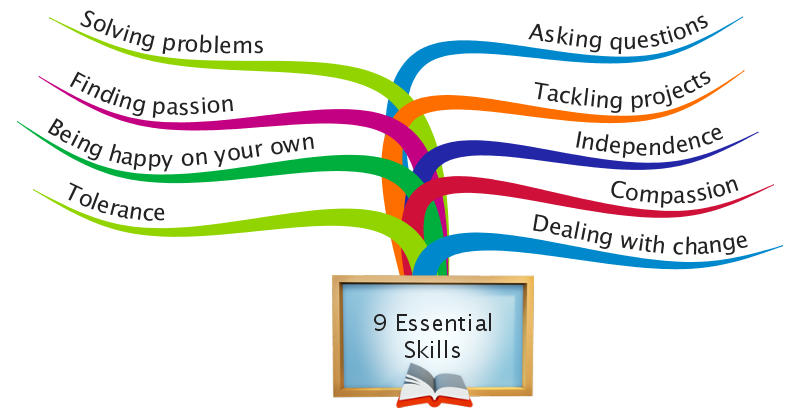 Solving problems
Finding passion
Being happy on your own
Tolerance
Asking questions
Tackling projects
Independence
Compassion
Dealing with change
9 Essential
Skills